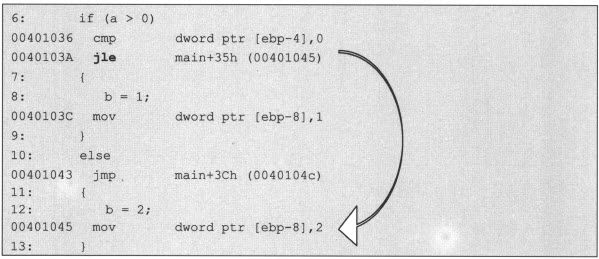 6: if (a > 0)
00401036 cmp dword ptr [ebp-4],0
0040103A jle main+35h (00401045)
7: {
8: b = 1;
0040103C mov dword ptr [ebp-8],1
9: }
10: else
00401043 jmp main+3Ch (0040104c)
11: {
12: b = 2;
00401045 mov dword ptr [ebp-8],2
13: }